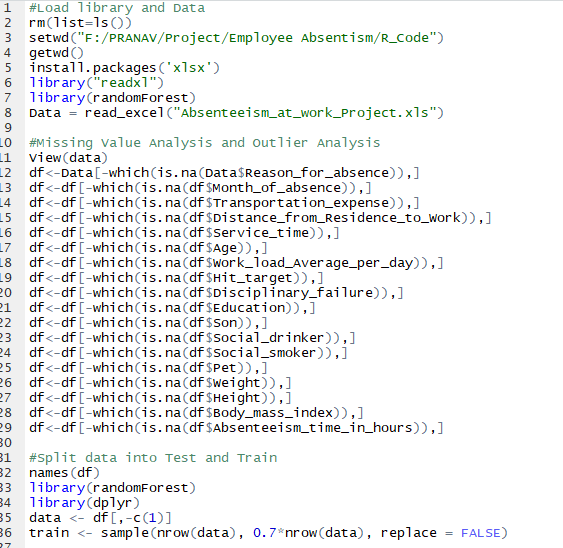 1 #Load library and Data
2 rm(list=ls())
3 setwd("F:/PRANAV/Project/Employee Absentism/R_Code")
4 getwd()
5 install.packages('xlsx')
6 library("readxl")
7 library(randomForest)
8 Data = read_excel("Absenteeism_at_work_Project.xls")
9
10 #Missing Value Analysis and Outlier Analysis
11 View(data)
12 df<-Data[-which(is.na(Data$Reason_for_absence)),]
13 df<-df[-which(is.na(df$Month_of_absence)),]
14 df<-df[-which(is.na(df$Transportation_expense)),]
15 df<-df[-which(is.na(df$Distance_from_Residence_to_Work)),]
16 df<-df[-which(is.na(df$Service_time)),]
17 df<-df[-which(is.na(df$Age)),]
18 df<-df[-which(is.na(df$Work_load_Average_per_day)),]
19 df<-df[-which(is.na(df$Hit_target)),]
20 df<-df[-which(is.na(df$Disciplinary_failure)),]
21 df<-df[-which(is.na(df$Education)),]
22 df<-df[-which(is.na(df$Son)),]
23 df<-df[-which(is.na(df$Social_drinker)),]
24 df<-df[-which(is.na(df$Social_smoker)),]
25 df<-df[-which(is.na(df$Pet)),]
26 df<-df[-which(is.na(df$Weight)),]
27 df<-df[-which(is.na(df$Height)),]
28 df<-df[-which(is.na(df$Body_mass_index)),]
29 df<-df[-which(is.na(df$Absenteeism_time_in_hours)),]
30
31 #Split data into Test and Train
32 names(df)
33 library(randomForest)
34 library(dplyr)
35 data <- df[,-c(1)]
36 train <- sample(nrow(data), 0.7*nrow(data), replace = FALSE)